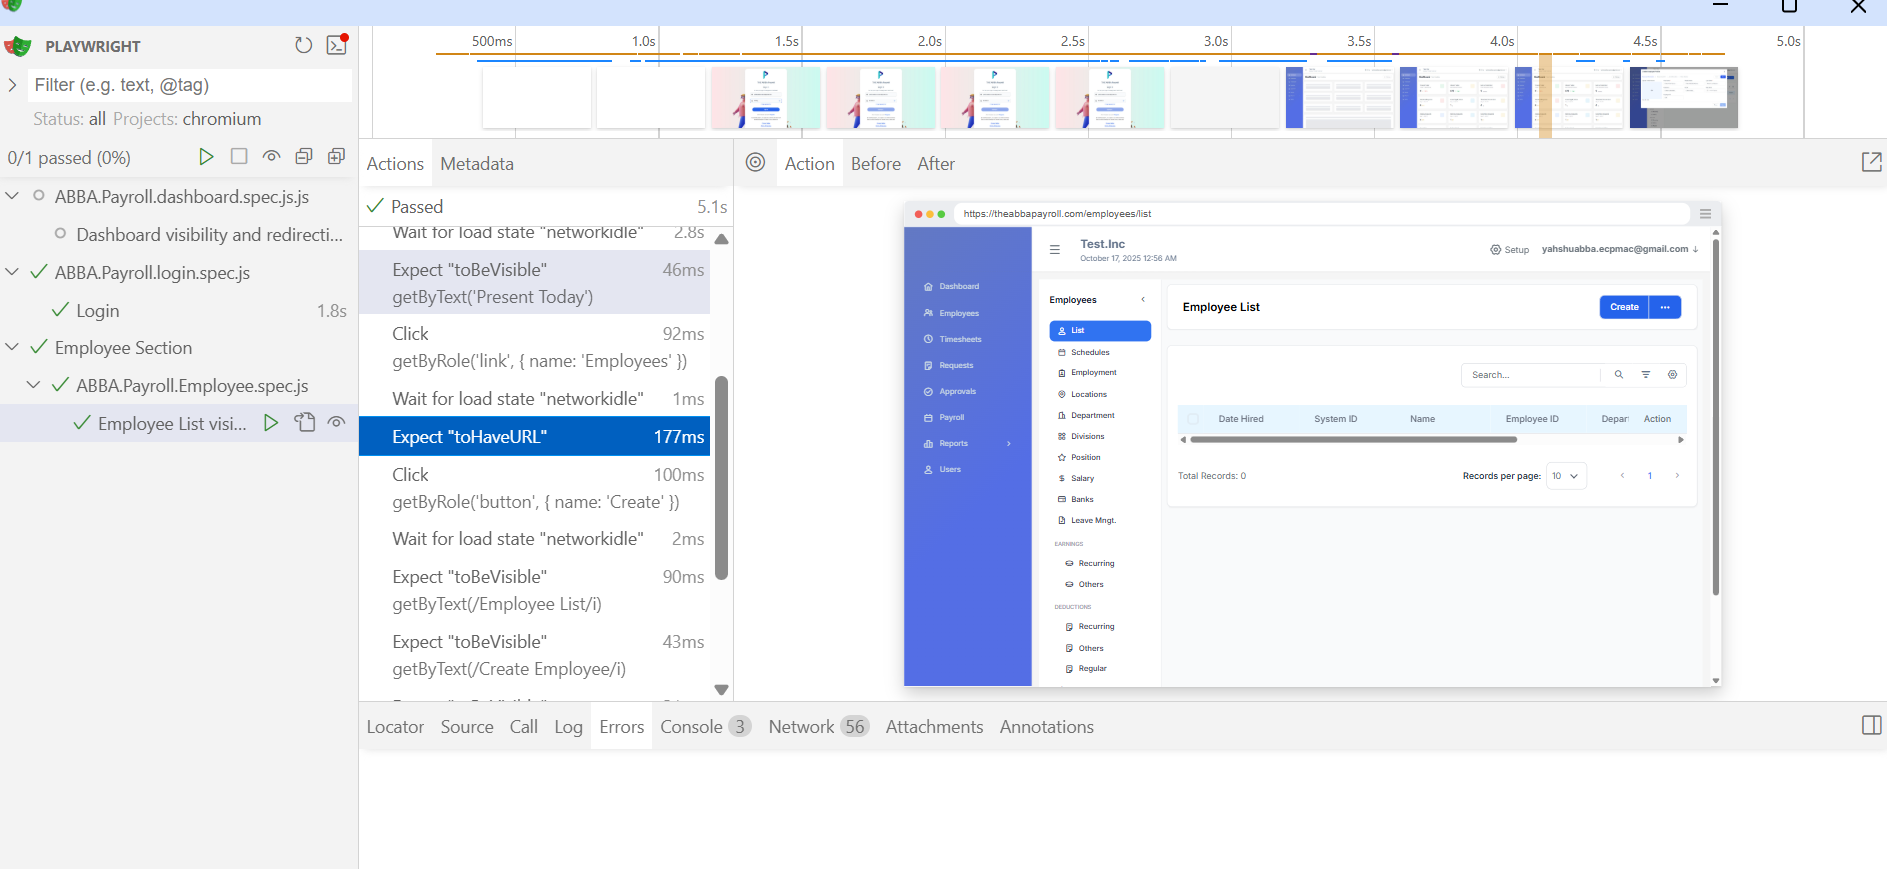 PLAYWRIGHT
Filter (e.g. text, @tag)
Status: all Projects: chromium
0/1 passed (0%)
ABBA.Payroll.dashboard.spec.js.js
Dashboard visibility and redirecti...
ABBA.Payroll.login.spec.js
Login 1.8s
Employee Section
ABBA.Payroll.Employee.spec.js
Employee List visi...
500ms 1.0s 1.5s 2.0s 2.5s 3.0s 3.5s 4.0s 4.5s 5.0s
Actions Metadata
Passed 5.1s
Wait for load state "networkidle" 2.8s
Expect "toBeVisible" 46ms
getByText('Present Today')
Click 92ms
getByRole('link', { name: 'Employees' })
Wait for load state "networkidle" 1ms
Expect "toHaveURL" 177ms
Click 100ms
getByRole('button', { name: 'Create' })
Wait for load state "networkidle" 2ms
Expect "toBeVisible" 90ms
getByText(/Employee List/i)
Expect "toBeVisible" 43ms
getByText(/Create Employee/i)
Action Before After
https://theabbapayroll.com/employees/list
Test.Inc
October 17, 2025 12:56 AM
Setup yahshuabba.ecpmac@gmail.com
Dashboard
Employees
Timesheets
Requests
Approvals
Payroll
Reports
Users
Employees
List
Schedules
Employment
Locations
Department
Divisions
Position
Salary
Banks
Leave Mngt.
EARNINGS
Recurring
Others
DEDUCTIONS
Recurring
Others
Regular
Employee List
Create ...
Search...
Date Hired System ID Name Employee ID Depar Action
Total Records: 0 Records per page: 10 1
Locator Source Call Log Errors Console 3 Network 56 Attachments Annotations